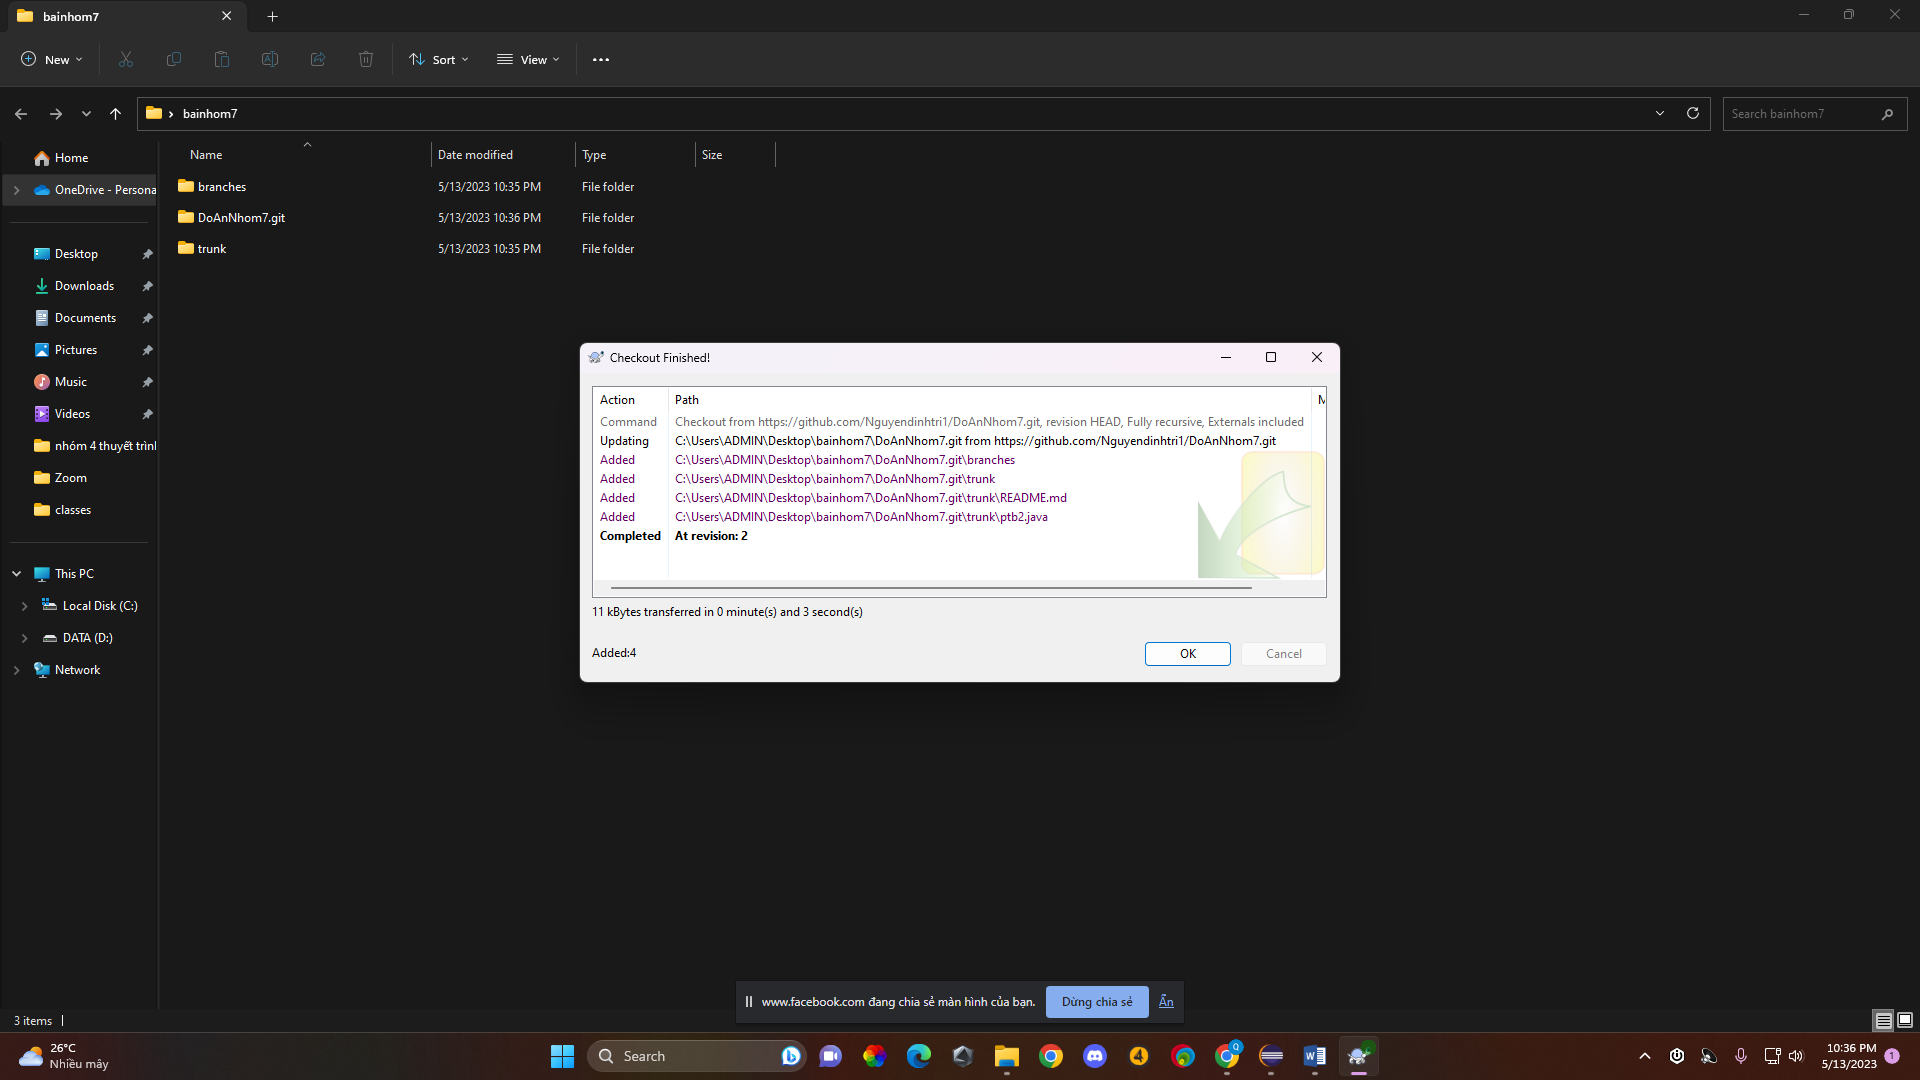 bainhom7
New
Sort
View
bainhom7
Search bainhom7
Home
OneDrive - Persona
Desktop
Downloads
Documents
Pictures
Music
Videos
nhóm 4 thuyết trình
Zoom
classes
This PC
Local Disk (C:)
DATA (D:)
Network
Name Date modified Type Size
branches 5/13/2023 10:35 PM File folder
DoAnNhom7.git 5/13/2023 10:36 PM File folder
trunk 5/13/2023 10:35 PM File folder
Checkout Finished!
Action Path
Command Checkout from https://github.com/Nguyendinhtri1/DoAnNhom7.git, revision HEAD, Fully recursive, Externals included
Updating C:\Users\ADMIN\Desktop\bainhom7\DoAnNhom7.git from https://github.com/Nguyendinhtri1/DoAnNhom7.git
Added C:\Users\ADMIN\Desktop\bainhom7\DoAnNhom7.git\branches
Added C:\Users\ADMIN\Desktop\bainhom7\DoAnNhom7.git\trunk
Added C:\Users\ADMIN\Desktop\bainhom7\DoAnNhom7.git\trunk\README.md
Added C:\Users\ADMIN\Desktop\bainhom7\DoAnNhom7.git\trunk\ptb2.java
Completed At revision: 2
11 kBytes transferred in 0 minute(s) and 3 second(s)
Added:4
OK Cancel
www.facebook.com đang chia sẻ màn hình của bạn. Dừng chia sẻ Ẩn
3 items
26°C
Nhiều mây
Search
10:36 PM
5/13/2023
1